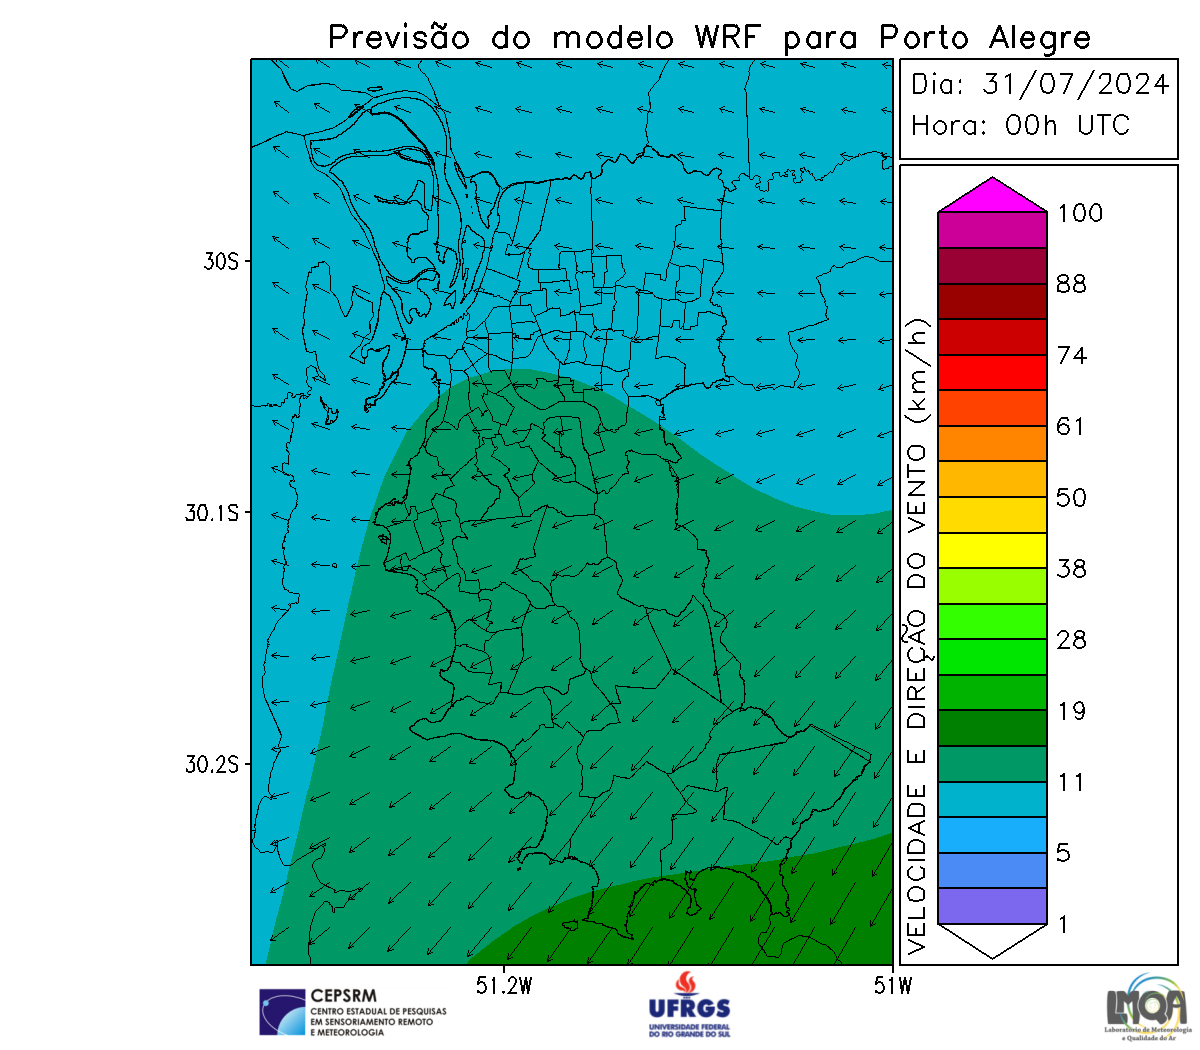 Previsão do modelo WRF para Porto Alegre
Dia: 31/07/2024
Hora: 00h UTC
30S
30.1S
30.2S
51.2W
51W
VELOCIDADE E DIREÇÃO DO VENTO (km/h)
100
88
74
61
50
38
28
19
11
5
1
CEPSRM
CENTRO ESTADUAL DE PESQUISAS
EM SENSORIAMENTO REMOTO
E METEOROLOGIA
UFRGS
UNIVERSIDADE FEDERAL
DO RIO GRANDE DO SUL
LMQA
Laboratório de Meteorologia
e Qualidade do Ar